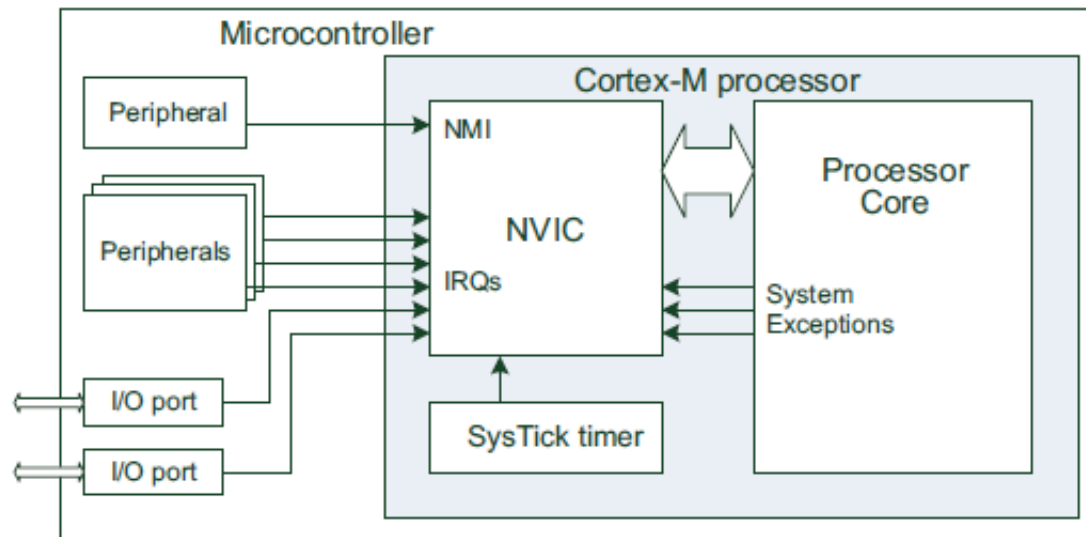 Microcontroller
Cortex-M processor
Peripheral
NMI
Processor
Core
Peripherals
NVIC
IRQs
System
Exceptions
I/O port
SysTick timer
I/O port